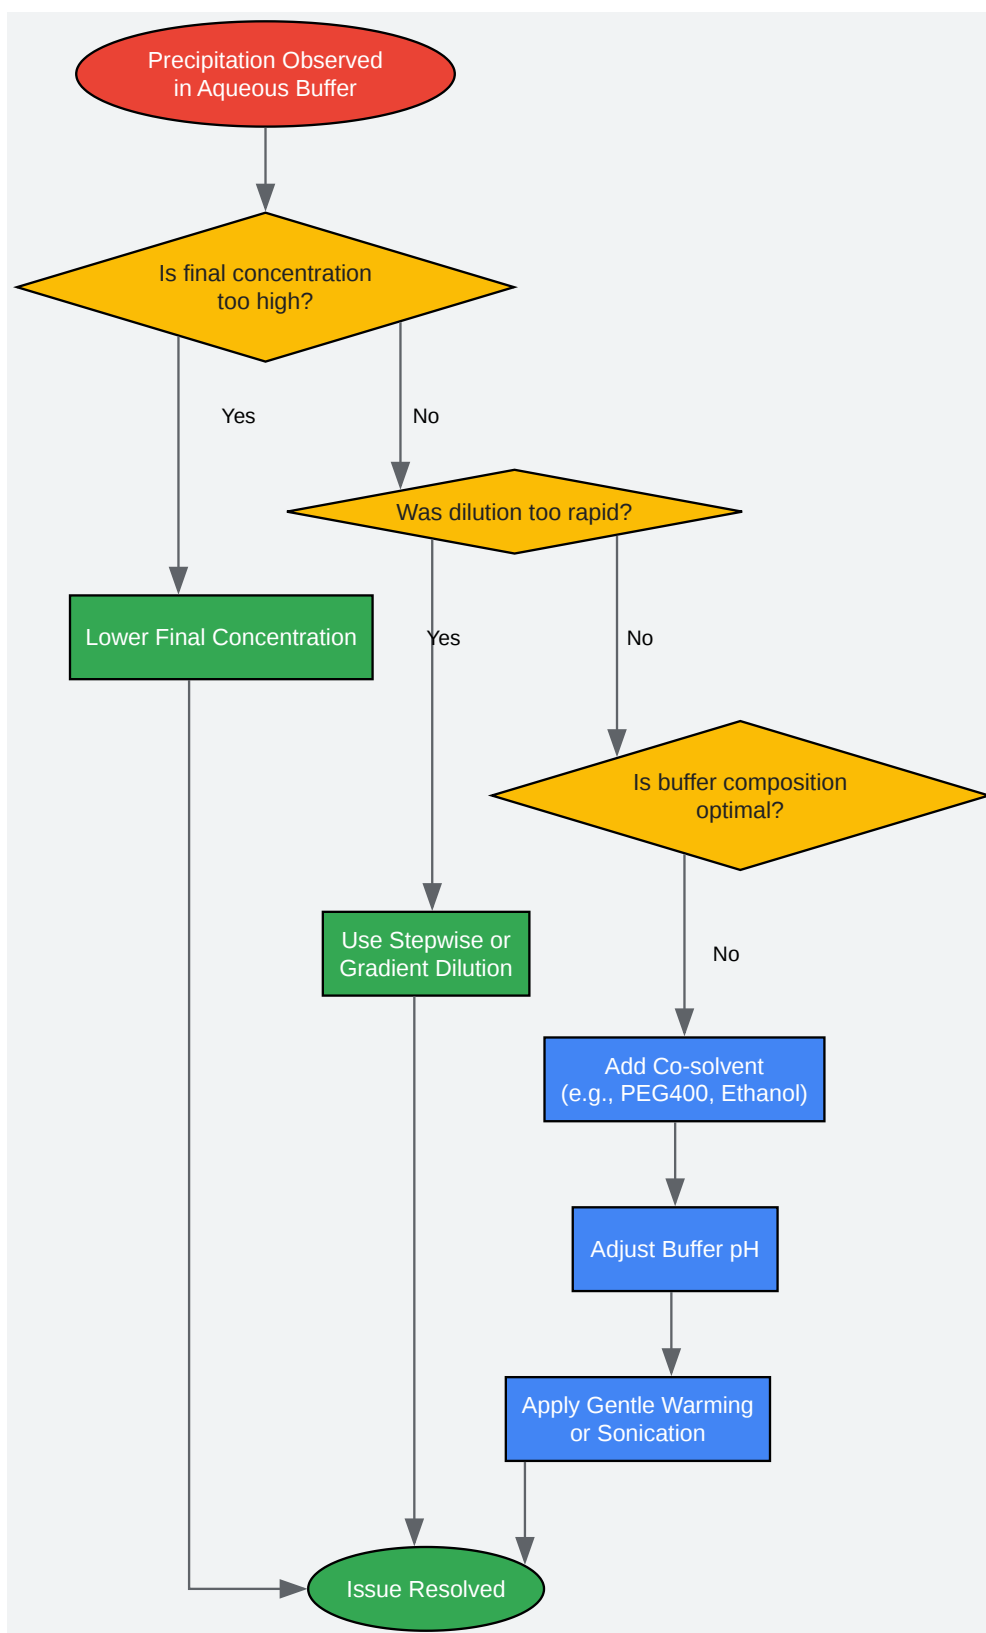 Precipitation Observed
in Aqueous Buffer
Is final concentration
too high?
Yes
No
Was dilution too rapid?
Lower Final Concentration
Yes
No
Is buffer composition
optimal?
Use Stepwise or
Gradient Dilution
No
Add Co-solvent
(e.g., PEG400, Ethanol)
Adjust Buffer pH
Apply Gentle Warming
or Sonication
Issue Resolved